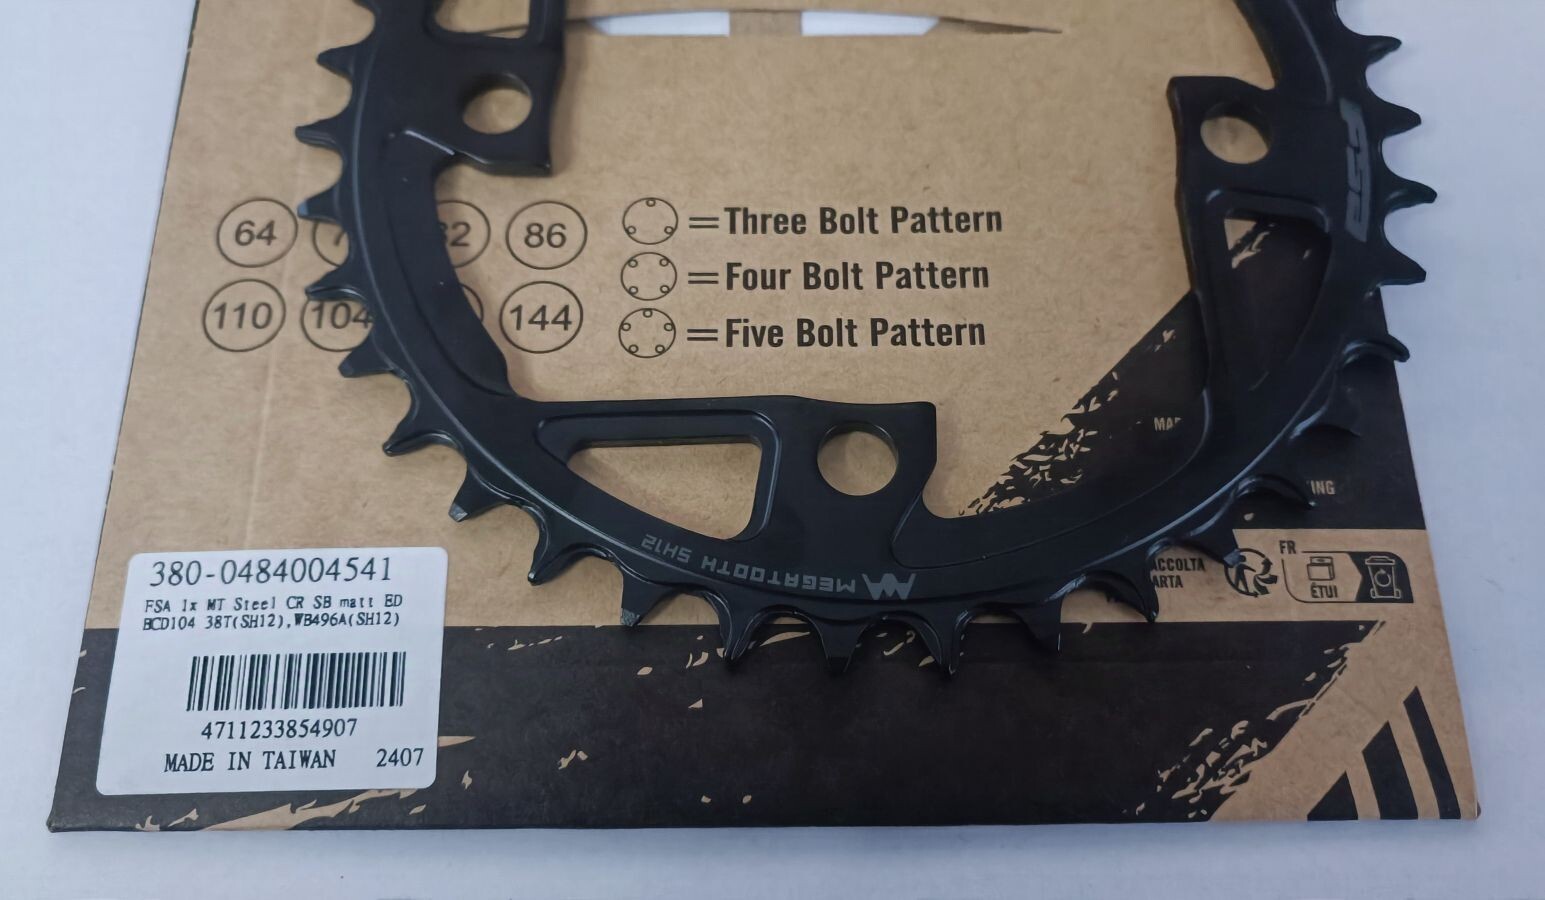 FSA
64
82
86
110
104
144
= Three Bolt Pattern
= Four Bolt Pattern
= Five Bolt Pattern
MEGATOOTH SH12
FR
ÉTUI
380-0484004541
FSA 1x MT Steel CR SB matt ED
BCD104 38T(SH12),WB496A(SH12)
4711233854907
MADE IN TAIWAN 2407